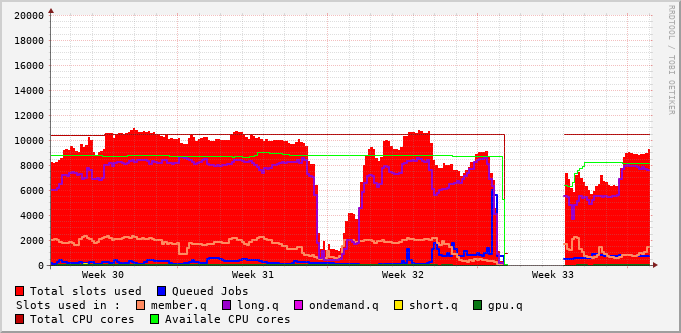 20000
18000
16000
14000
12000
10000
8000
6000
4000
2000
0
Week 30 Week 31 Week 32 Week 33
RRDTOOL / TOBI OETIKER
Total slots used Queued Jobs
Slots used in : member.q long.q ondemand.q short.q gpu.q
Total CPU cores Availale CPU cores